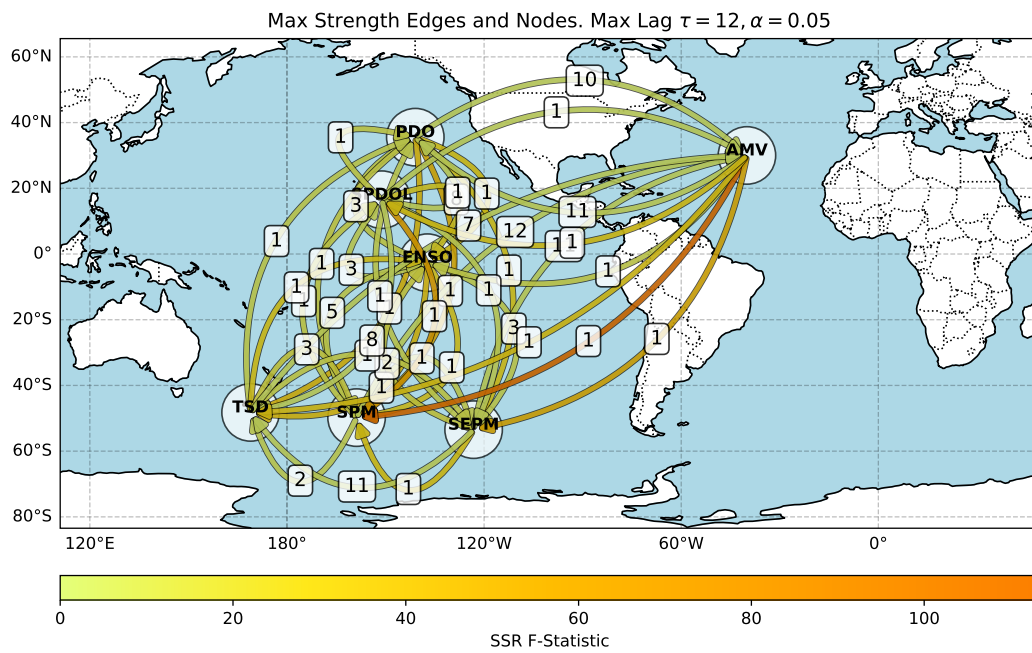 Max Strength Edges and Nodes. Max Lag τ = 12, α = 0.05
60°N
10
1
40°N
1
PDO
AMV
20°N
PDOL
1
1
3
11
7
12
1
0°
1
1
ENSO
1
3
1
1
1
1
1
1
1
20°S
5
1
1
3
1
8
1
1
3
1
1
2
1
40°S
1
TSD
SPM
SEPM
60°S
2
11
1
80°S
120°E
180
120°W
60°W
0°
0
20
40
60
80
100
SSR F-Statistic